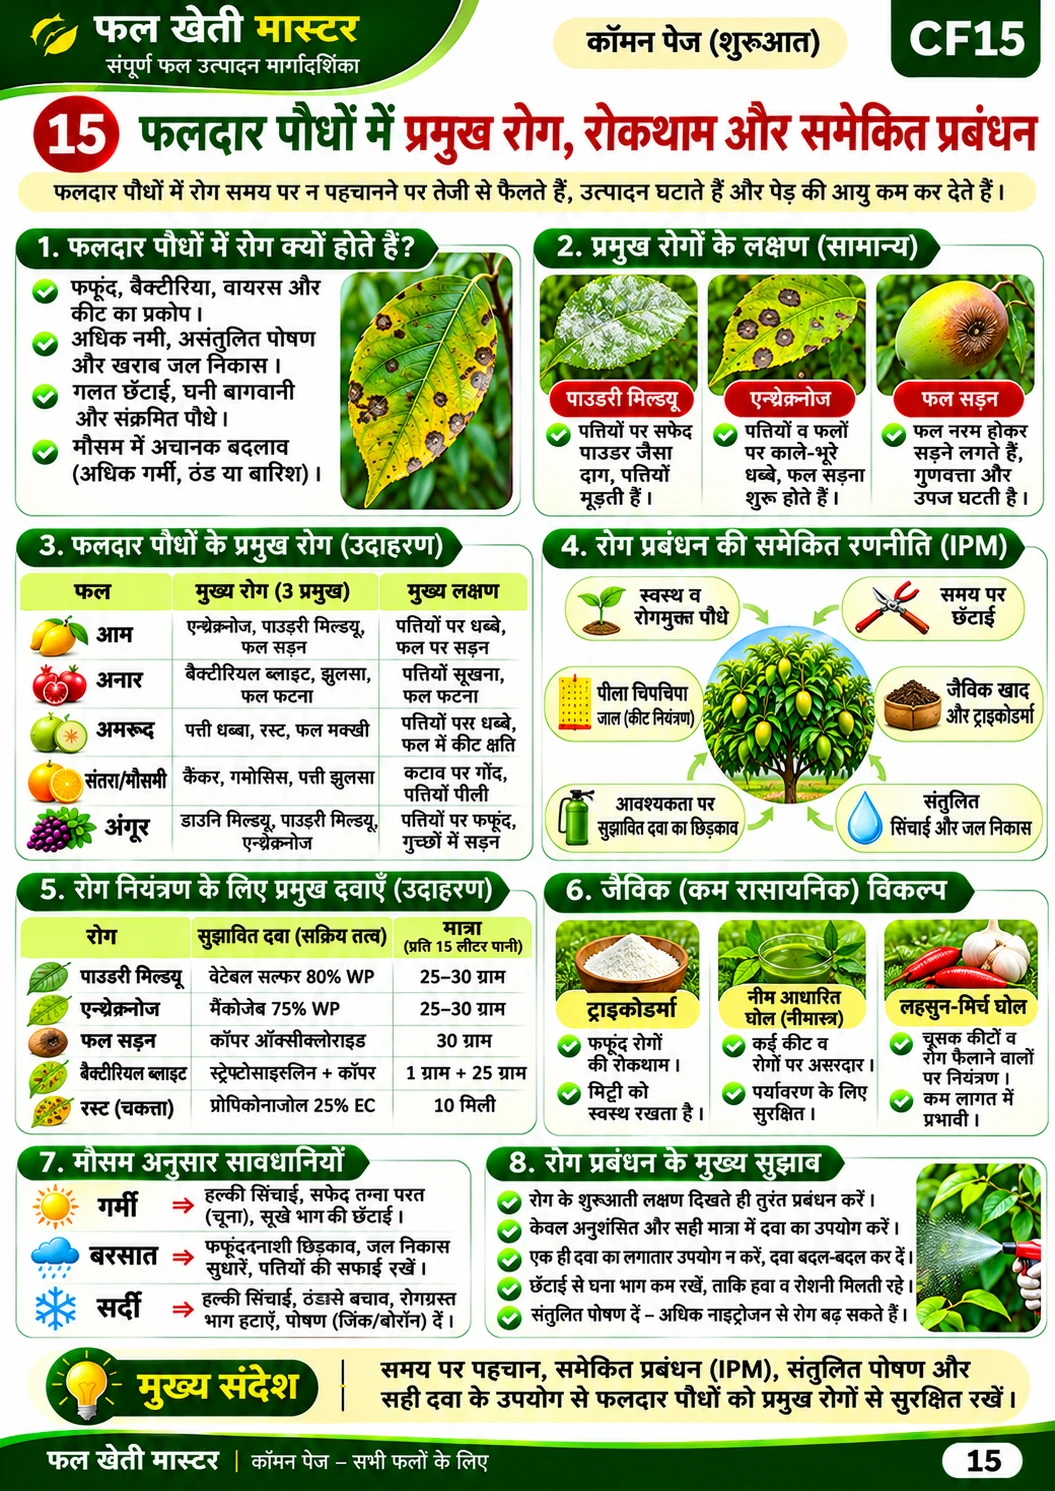 फल खेती मास्टर
संपूर्ण फल उत्पादन मार्गादर्शिका
कॉमन पेज (शुरुआत)
CF15
15 फलदार पौधों में प्रमुख रोग, रोकथाम और समेकित प्रबंधन
फलदार पौधों में रोग समय पर न पहचानने पर तेजी से फैलते हैं, उत्पादन घटाते हैं और पेड़ की आयु कम कर देते हैं।
1. फलदार पौधों में रोग क्यों होते हैं?
फफूंद, बैक्टीरिया, वायरस और
कीट का प्रकोप।
अधिक नमी, असंतुलित पोषण
और खराब जल निकास।
गलत छँटाई, घनी बागवानी
और संक्रमित पौधे।
मौसम में अचानक बदलाव
(अधिक गर्मी, ठंड या बारिश)।
2. प्रमुख रोगों के लक्षण (सामान्य)
पाउडरी मिल्डयू
पत्तियों पर सफेद
पाउडर जैसा
दाग, पत्तियों
मूड़ती हैं।
एन्थ्रेक्नोज
पत्तियों व फलों
पर काले-भूरे
धब्बे, फल सड़ना
शुरू होते हैं।
फल सड़न
फल नरम होकर
सड़ने लगते हैं,
गुणवत्ता और
उपज घटती है।
3. फलदार पौधों के प्रमुख रोग (उदाहरण)
फल मुख्य रोग (3 प्रमुख) मुख्य लक्षण
आम एन्थ्रेक्नोज, पाउड़री मिल्डयू, पत्तियों पर धब्बे,
फल सड़न फल पर सड़न
अनार बैक्टीरियल ब्लाइट, झुलसा, पत्तियों सूखना,
फल फटना फल फटना
अमरूद पत्ती धब्बा, रस्ट, फल मक्खी पत्तियों पस धब्बे,
फल में कीट क्षति
संतरा/मौसमी कैंकर, गमोसिस, पत्ती झुलसा कटाव पर गोंद,
पत्तियों पीली
अंगूर डाउनि मिल्डयू, पाउड़री मिल्डयू, पत्तियों पर फफूंद,
एन्थ्रेक्नोज गुच्छों में सड़न
4. रोग प्रबंधन की समेकित रणनीति (IPM)
स्वस्थ व
रोगमुक्त पौधे
समय पर
छँटाई
पीला चिपचिपा
जाल (कीट नियंत्रण)
जैविक खाद
और ट्राइकोडर्मा
आवश्यकता पर
सुझावित दवा का छिड़काव
संतुलित
सिंचाई और जल निकास
5. रोग नियंत्रण के लिए प्रमुख दवाएँ (उदाहरण)
रोग सुझावित दबा (सक्रिय तत्व) मात्रा
(प्रति 15 लीटर पानी)
पाउडरी मिल्डयू वेटेबल सल्फर 80% WP 25–30 ग्राम
एन्थ्रेक्नोज मैंकोजेब 75% WP 25–30 ग्राम
फल सड़न कॉपर ऑक्सीक्लोराइड 30 ग्राम
बैक्टीरियल ब्लाइट + कॉपर 1 ग्राम + 25 ग्राम
रस्ट (चकत्ता) प्रोपिकोनाजोल 25% EC 10 मिली
6. जैविक (कम रासायनिक) विकल्प
ट्राइकोडर्मा
फफूंद रोगों
की रोकथाम।
मिट्टी को
स्वस्थ रखता है।
नीम आधारित
घोल (नीमास्त्र)
कई कीट व
रोगों पर असरदार।
पर्यावरण के लिए
सुरक्षित।
लहसुन-मिर्च घोल
चूसक कीटों व
रोग फैलाने वालों
पर नियंत्रण।
कम लागत में
प्रभावी।
7. मौसम अनुसार सावधानियों
गर्मी ⇒ हल्की सिंचाई, सफेद परत
(चूना), सूखे भाग की छँटाई।
बरसात ⇒ छिड़काव, जल निकास
सुधारें, पत्तियों की सफाई रखें।
सर्दी ⇒ हल्की सिंचाई, बचाव, रोगग्रस्त
भाग हटाएँ, पोषण (जिंक/बोरॉन) दें।
8. रोग प्रबंधन के मुख्य सुझाव
रोग के शुरूआती लक्षण दिखते ही तुरंत प्रबंधन करें।
केवल अनुशंसित और सही मात्रा में दवा का उपयोग करें।
एक ही दवा का लगातार उपयोग न करें, दवा बदल-बदल कर दें।
छँटाई से घना भाग कम रखें, ताकि हवा व रोशनी मिलती रहे।
संतुलित पोषण दें – अधिक नाइट्रोजन से रोग बढ़ सकते हैं।
मुख्य संदेश
समय पर पहचान, समेकित प्रबंधन (IPM), संतुलित पोषण और
सही दवा के उपयोग से फलदार पौधों को प्रमुख रोगों से सुरक्षित रखें।
फल खेती मास्टर | कॉमन पेज – सभी फलों के लिए
15